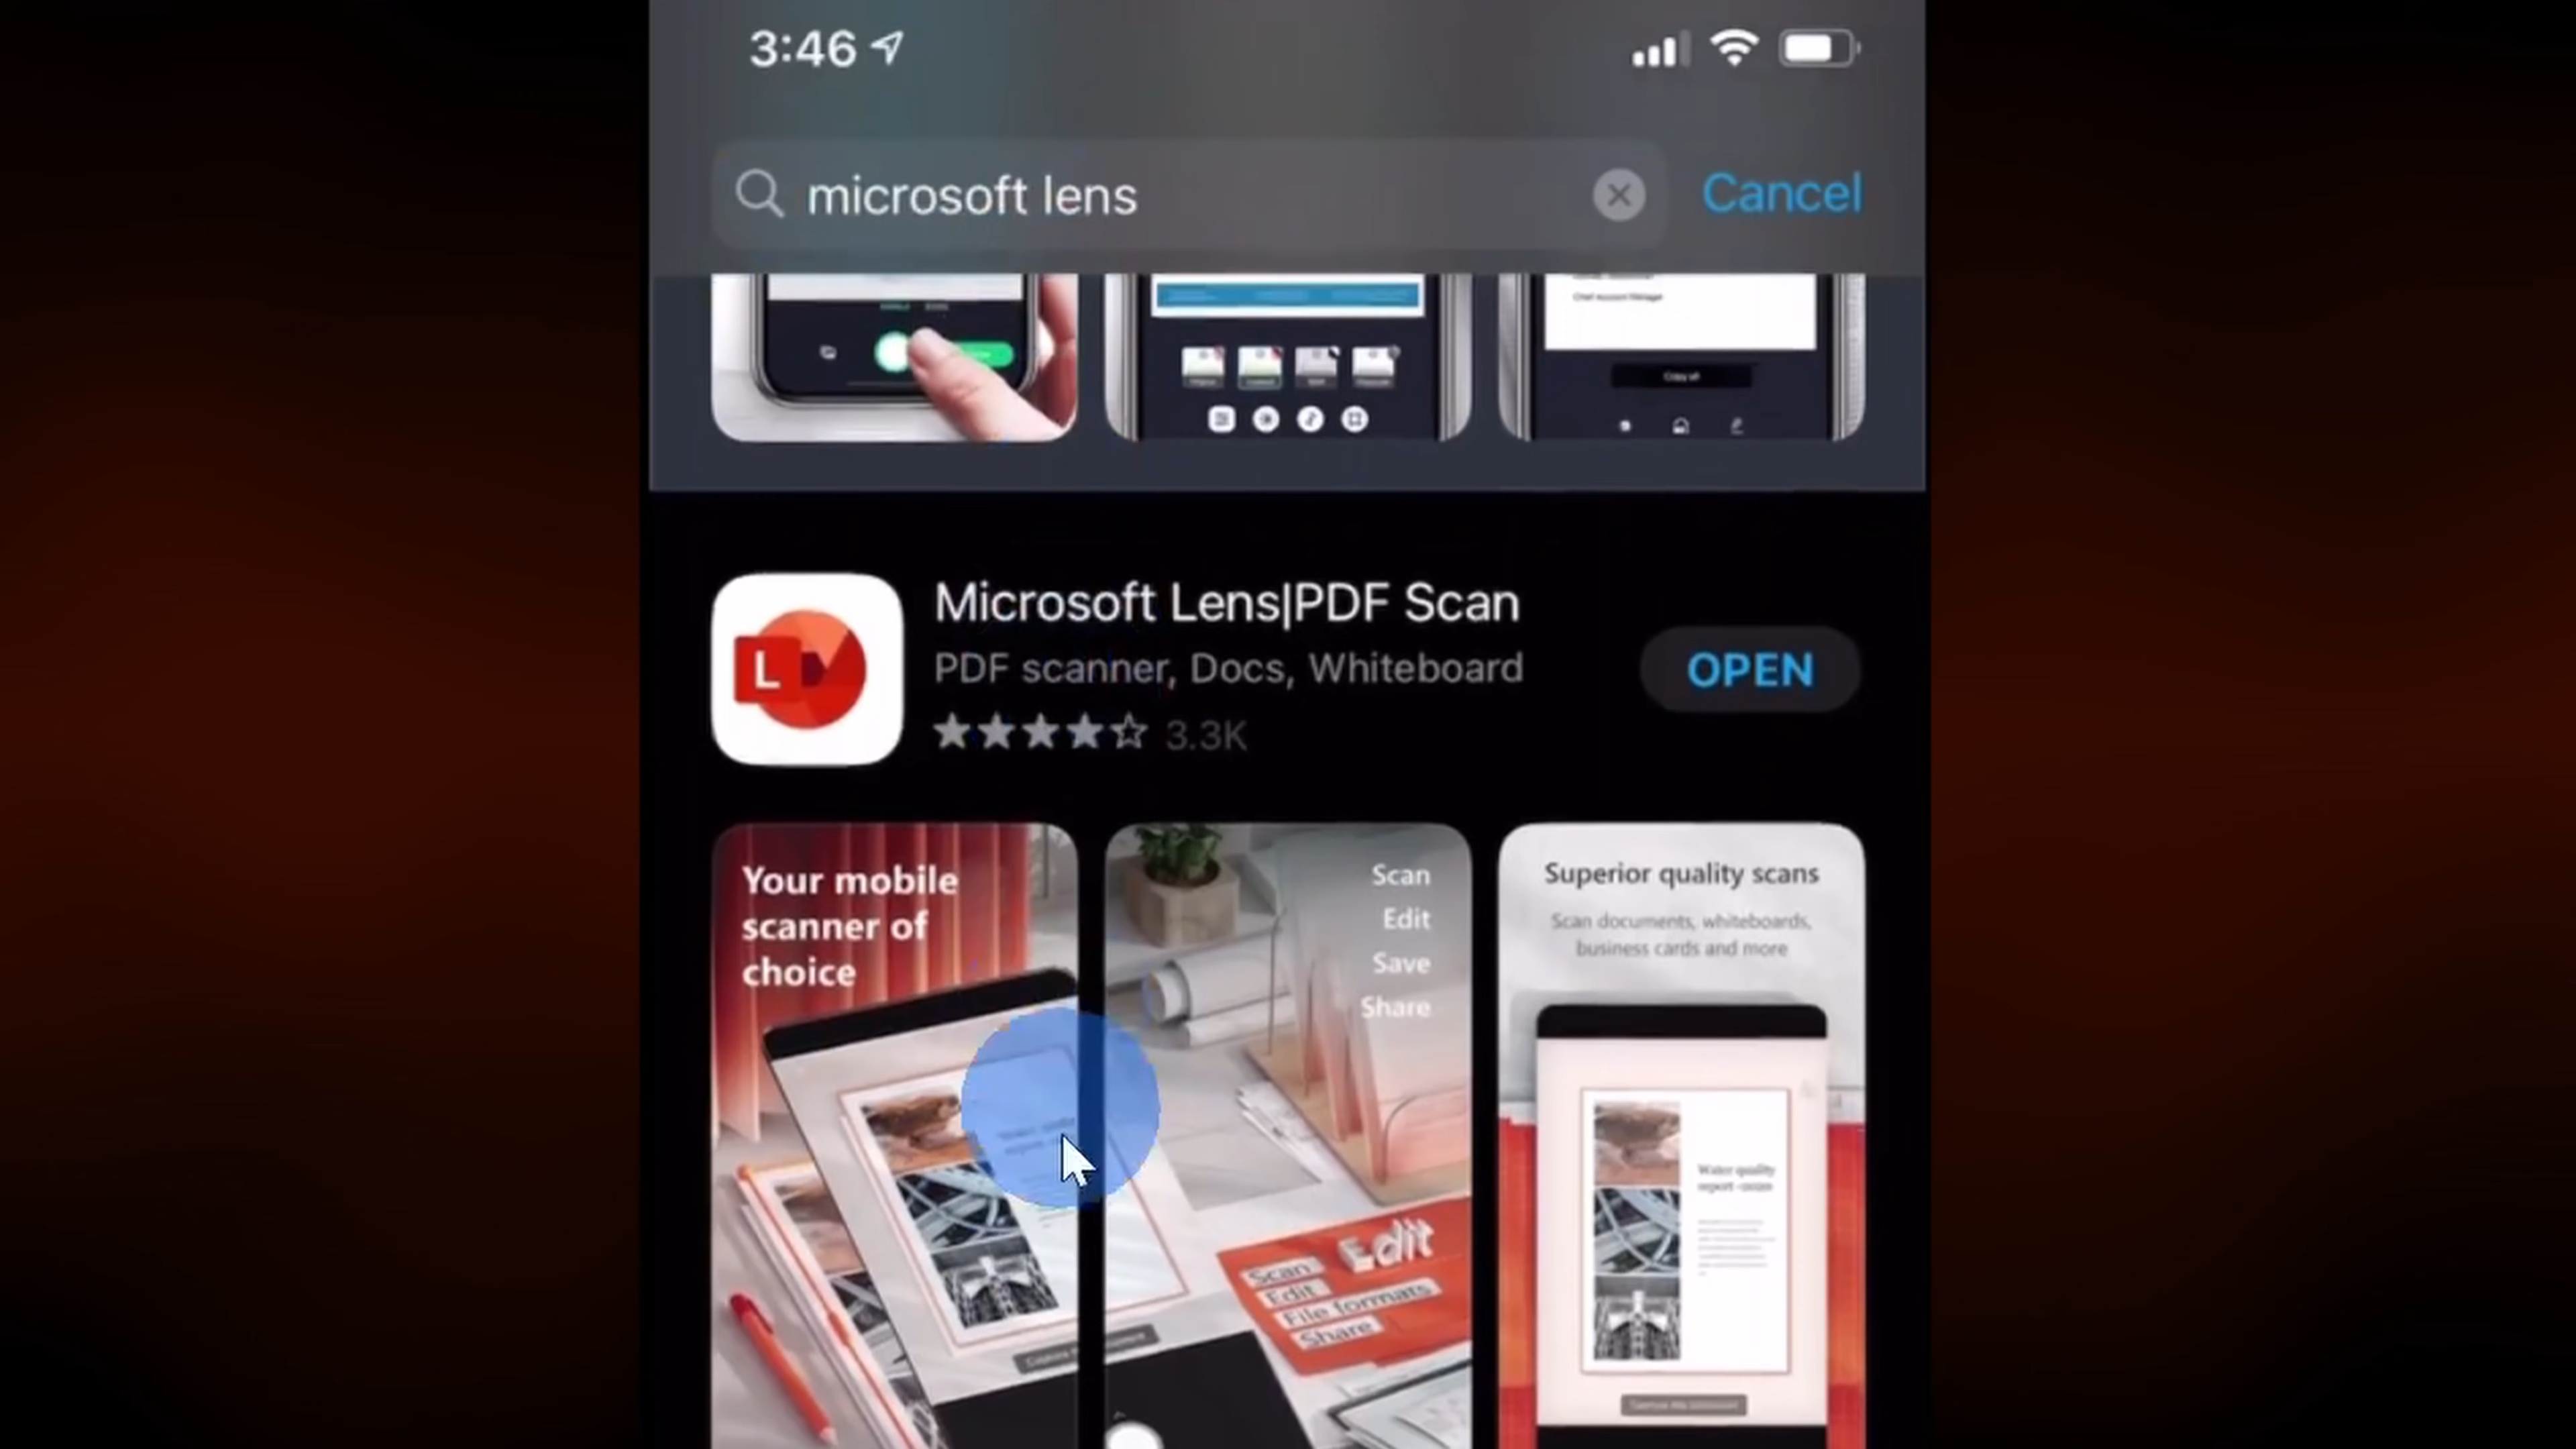 3:46
microsoft lens
Cancel
Copy all
Microsoft Lens|PDF Scan
PDF scanner, Docs, Whiteboard
OPEN
3.3K
L
Your mobile
scanner of
choice
Scan
Edit
Save
Share
Edit
Scan
Edit
File formats
Share
Superior quality scans
Scan documents, whiteboards,
business cards and more
Water quality
report